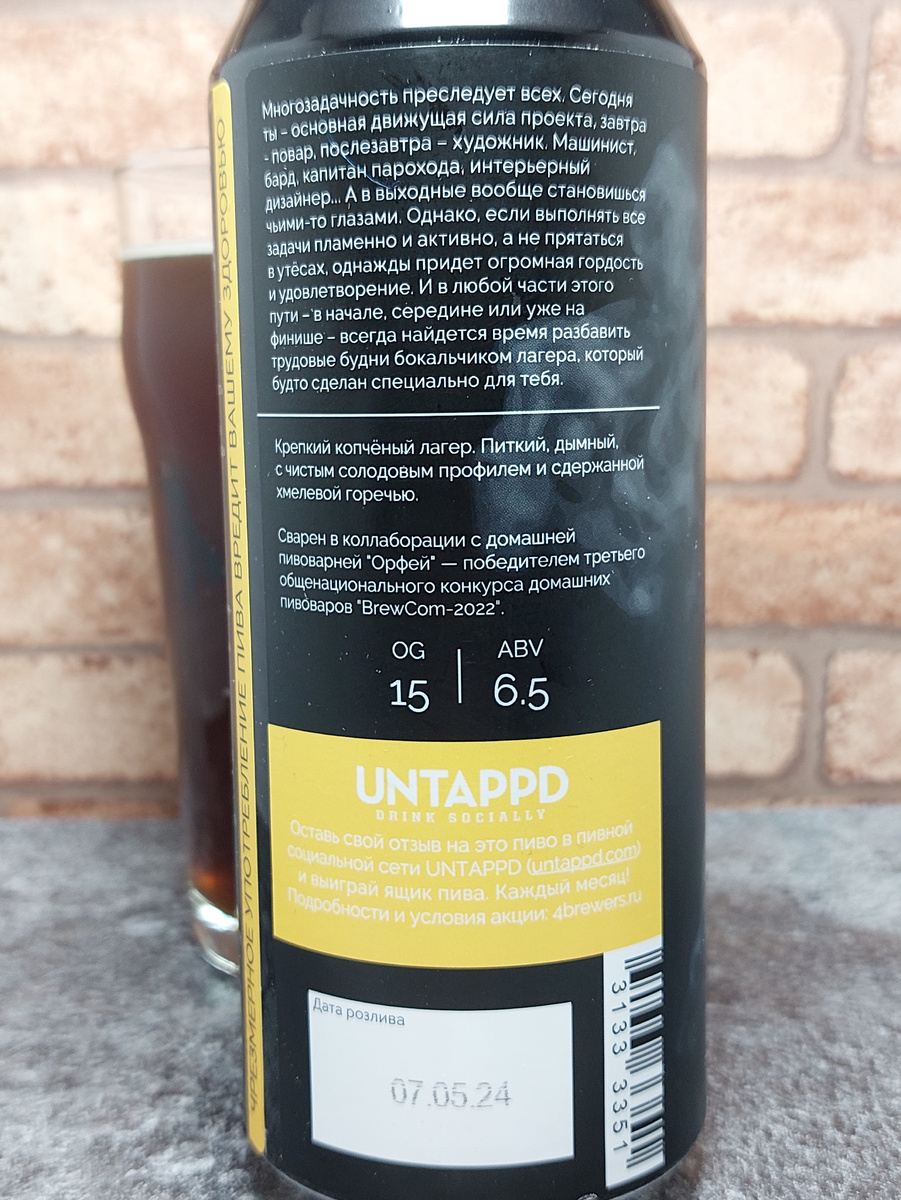 Многозадачность преследует всех. Сегодня
ты – основная движущая сила проекта, завтра
- повар, послезавтра – художник. Машинист,
бард, капитан парохода, интерьерный
дизайнер... А в выходные вообще становишься
чьими-то глазами. Однако, если выполнять все
задачи пламенно и активно, а не прятаться
в утёсах, однажды придет огромная гордость
и удовлетворение. И в любой части этого
пути – в начале, середине или уже на
финише – всегда найдется время разбавить
трудовые будни бокальчиком лагера, который
будто сделан специально для тебя.
Крепкий копчёный лагер. Питкий, дымный,
с чистым солодовым профилем и сдержанной
хмелевой горечью.
Сварен в коллаборации с домашней
пивоварней "Орфей" — победителем третьего
общенационального конкурса домашних
пивоваров "BrewCom-2022".
OG ABV
15 6.5
UNTAPPD
DRINK SOCIALLY
Оставь свой отзыв на это пиво в пивной
социальной сети UNTAPPD (untappd.com)
и выиграй ящик пива. Каждый месяц!
Подробности и условия акции: 4brewers.ru
Дата розлива
07.05.24
3133 3351
ЧРЕЗМЕРНОЕ УПОТРЕБЛЕНИЕ ПИВА ВРЕДИТ ВАШЕМУ ЗДОРОВЬЮ